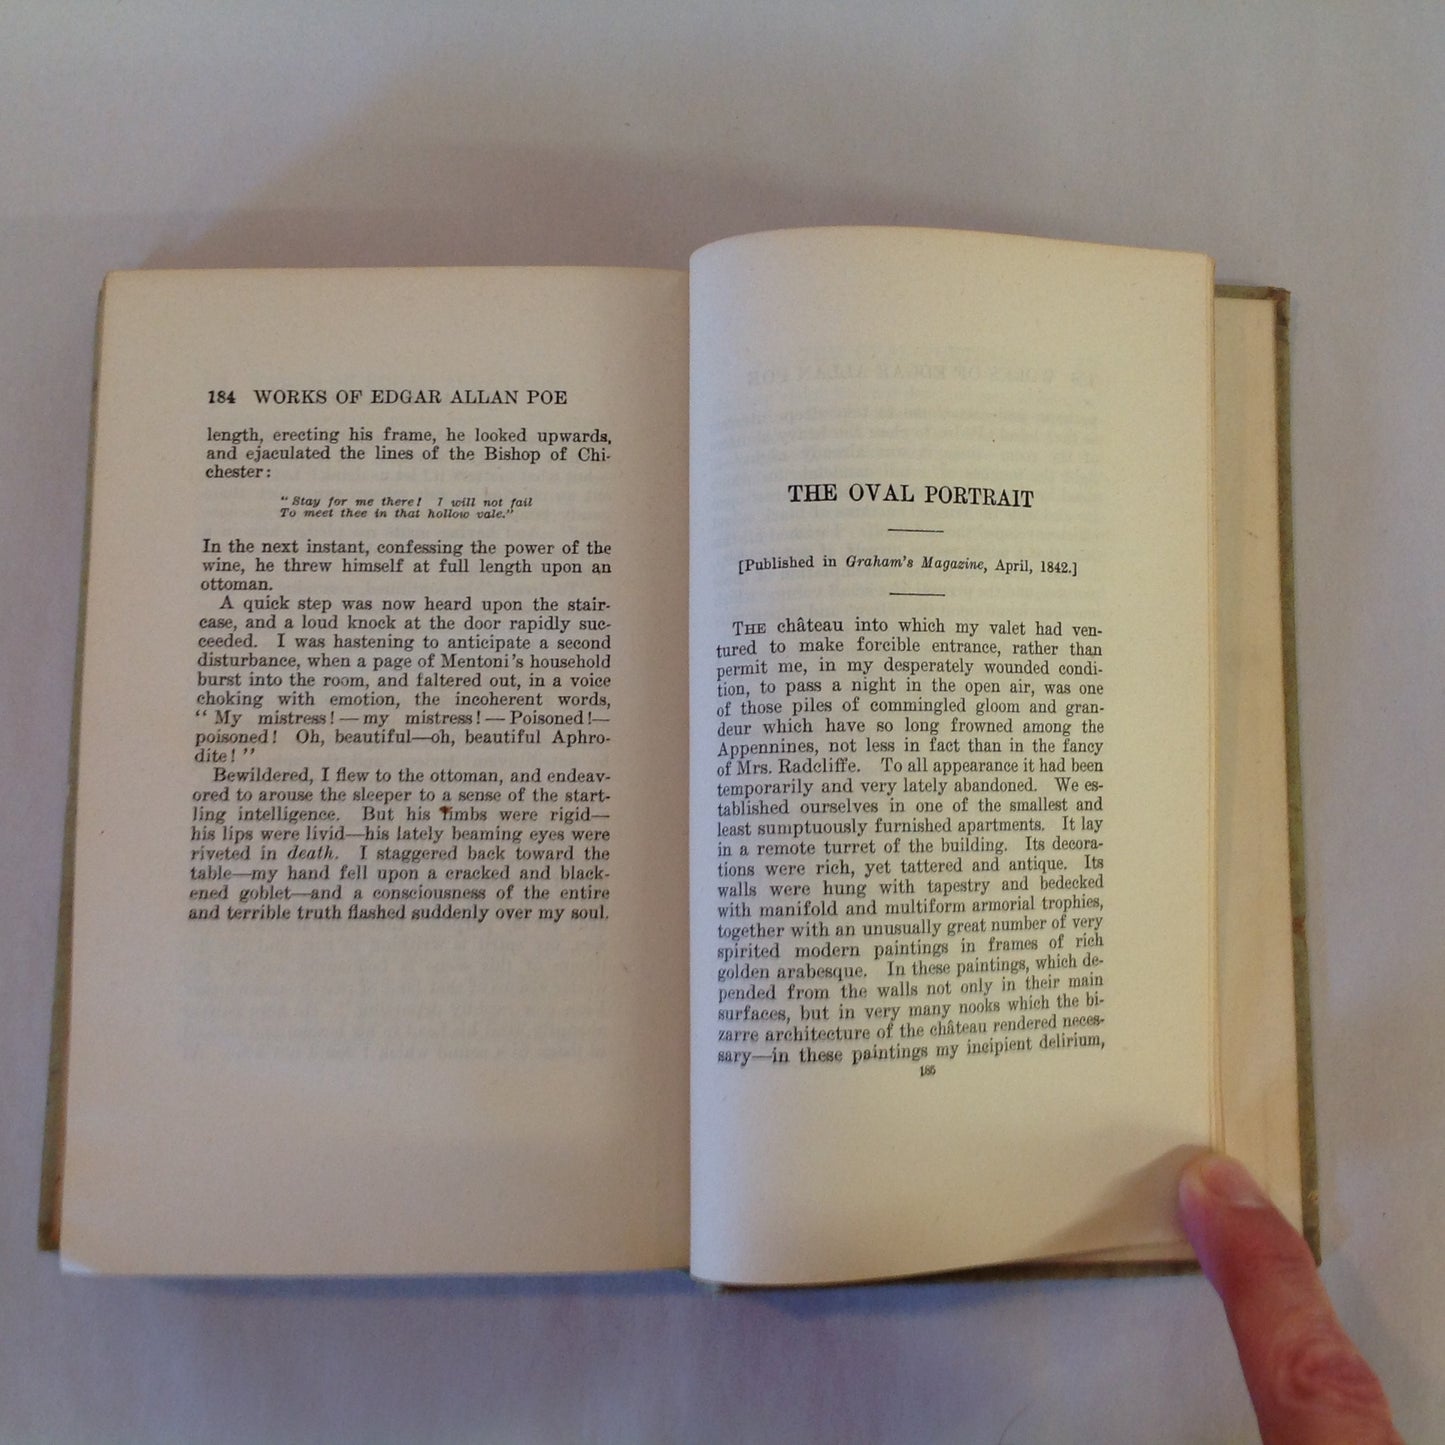 184 WORKS OF EDGAR ALLAN POE
length, erecting his frame, he looked upwards,
and ejaculated the lines of the Bishop of Chi-
chester:
"Stay for me there! I will not fail
To meet thee in that hollow vale."
In the next instant, confessing the power of the
wine, he threw himself at full length upon an
ottoman.
A quick step was now heard upon the stair-
case, and a loud knock at the door rapidly suc-
ceeded. I was hastening to anticipate a second
disturbance, when a page of Mentoni's household
burst into the room, and faltered out, in a voice
choking with emotion, the incoherent words,
"My mistress!—my mistress!—Poisoned!—
poisoned! Oh, beautiful—oh, beautiful Aphro-
dite!"
Bewildered, I flew to the ottoman, and endeav-
ored to arouse the sleeper to a sense of the start-
ling intelligence. But his limbs were rigid—
his lips were livid—his lately beaming eyes were
riveted in death. I staggered back toward the
table—my hand fell upon a cracked and black-
ened goblet—and a consciousness of the entire
and terrible truth flashed suddenly over my soul.
THE OVAL PORTRAIT
[Published in Graham's Magazine, April, 1842.]
THE château into which my valet had ven-
tured to make forcible entrance, rather than
permit me, in my desperately wounded condi-
tion, to pass a night in the open air, was one
of those piles of commingled gloom and gran-
deur which have so long frowned among the
Appennines, not less in fact than in the fancy
of Mrs. Radcliffe. To all appearance it had been
temporarily and very lately abandoned. We es-
tablished ourselves in one of the smallest and
least sumptuously furnished apartments. It lay
in a remote turret of the building. Its decora-
tions were rich, yet tattered and antique. Its
walls were hung with tapestry and bedecked
with manifold and multiform armorial trophies,
together with an unusually great number of very
spirited modern paintings in frames of rich
golden arabesque. In these paintings, which de-
pended from the walls not only in their main
surfaces, but in very many nooks which the bi-
zarre architecture of the château rendered neces-
sary—in these paintings my incipient delirium,
185